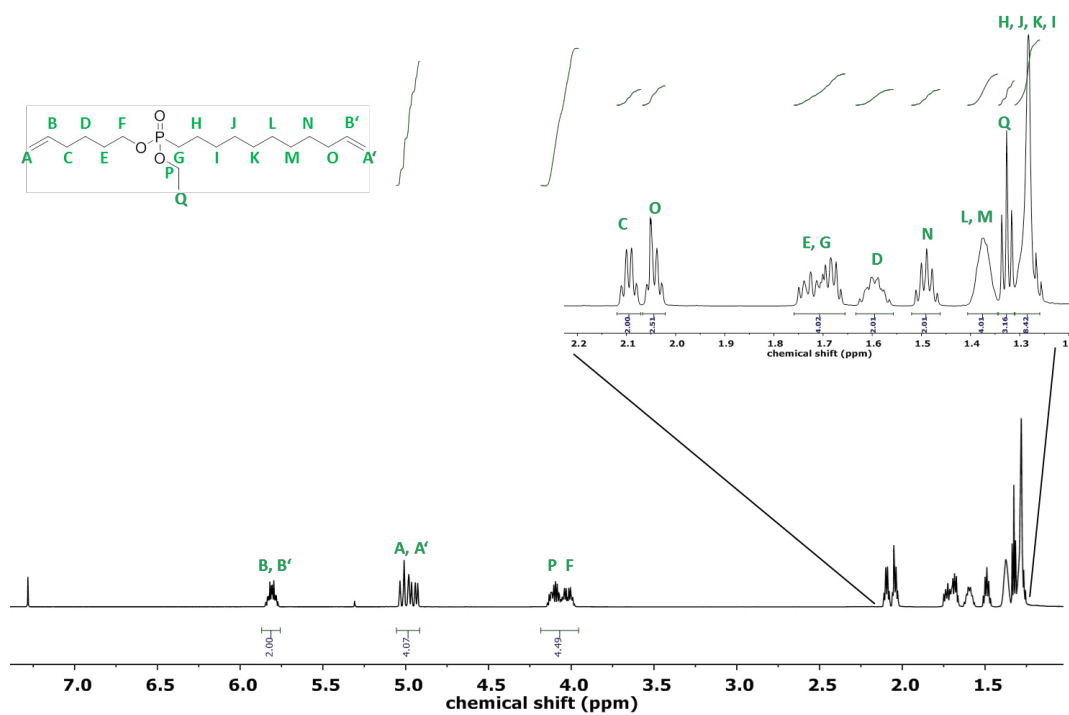 H, J, K, I
O
B D F H J L N B‘
P
A C E O G I K M O A‘
O
P
Q
Q
C O L, M
E, G N
D
2.00 2.51 4.02 2.01 2.01 4.01 3.16 8.42
2.2 2.1 2.0 1.9 1.8 1.7 1.6 1.5 1.4 1.3 1
chemical shift (ppm)
B, B‘ A, A‘ P F
2.00 4.07 4.49
7.0 6.5 6.0 5.5 5.0 4.5 4.0 3.5 3.0 2.5 2.0 1.5
chemical shift (ppm)